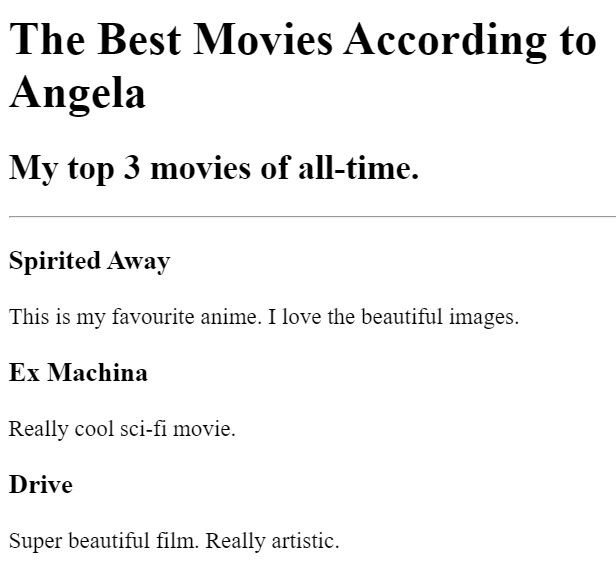 The Best Movies According to
Angela
My top 3 movies of all-time.
Spirited Away
This is my favourite anime. I love the beautiful images.
Ex Machina
Really cool sci-fi movie.
Drive
Super beautiful film. Really artistic.